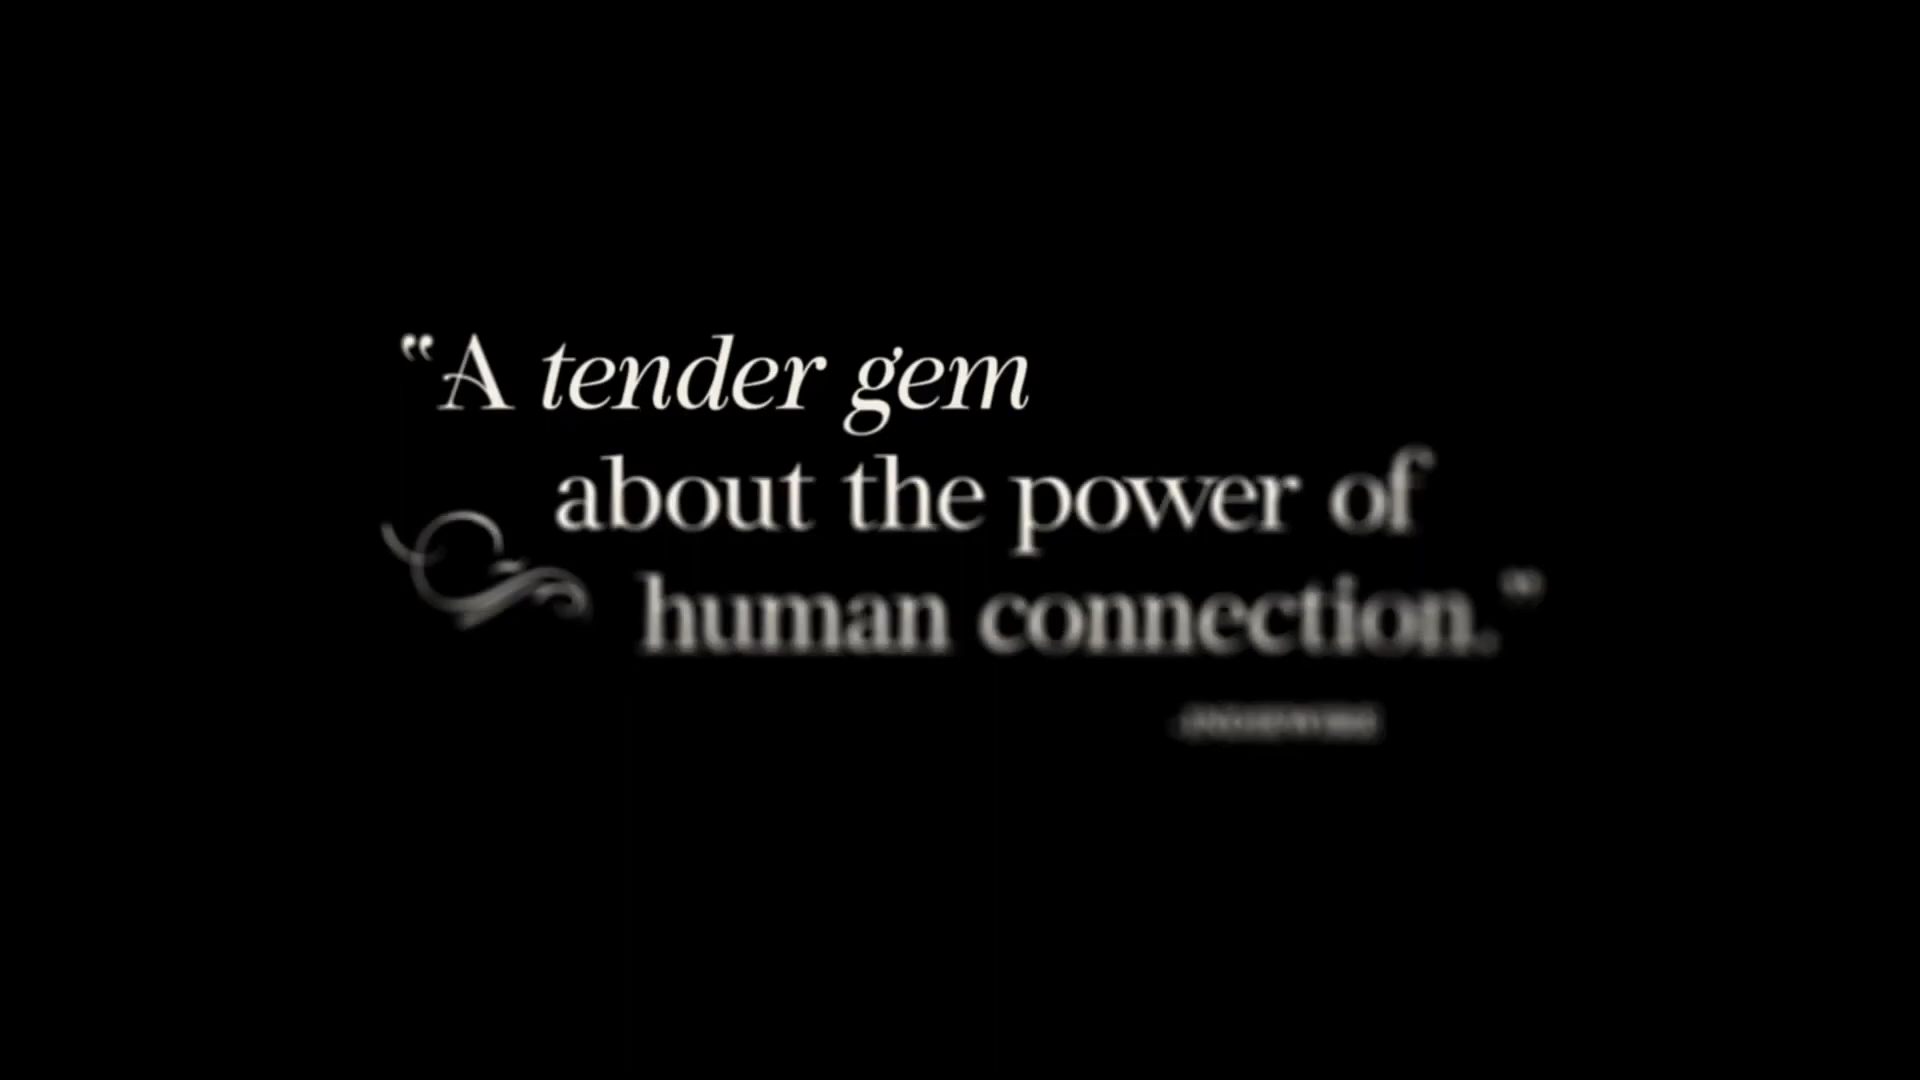 “A tender gem
about the power of
human connection.”